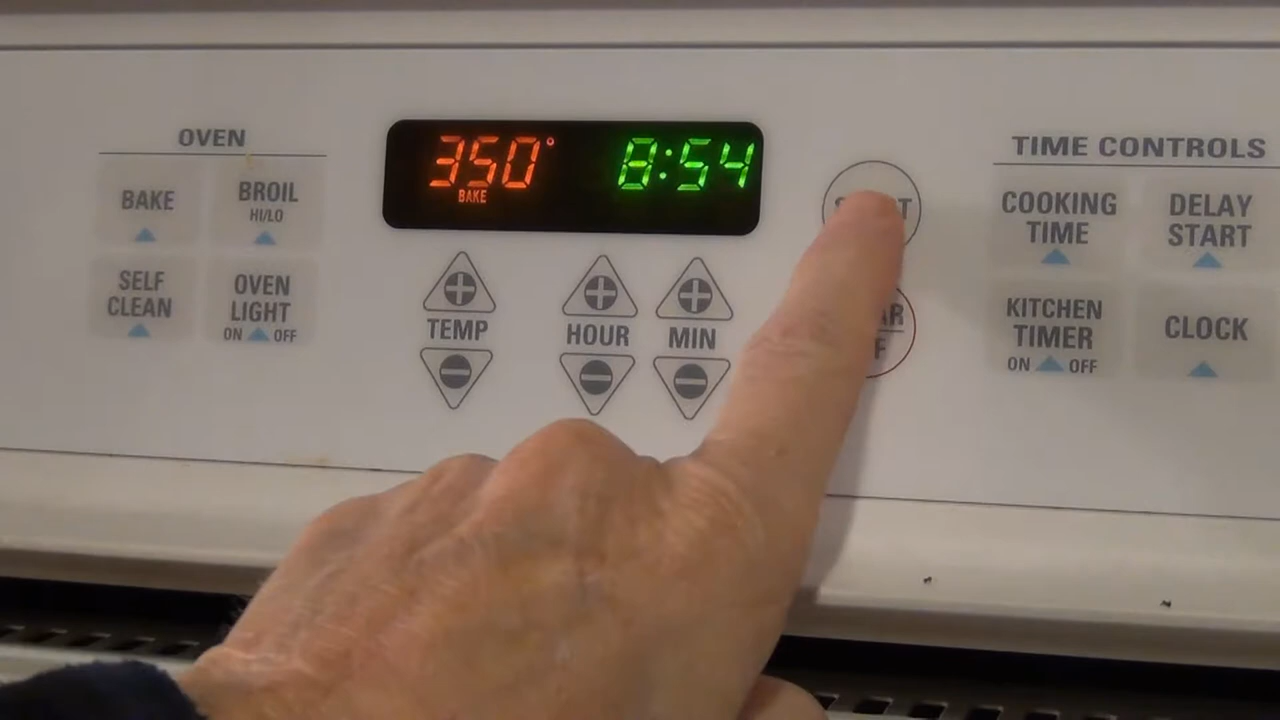 OVEN
BAKE
BROIL
HI/LO
SELF
CLEAN
OVEN
LIGHT
ON OFF
350°
BAKE
8:54
TEMP
HOUR
MIN
TIME CONTROLS
COOKING
TIME
DELAY
START
KITCHEN
TIMER
ON OFF
CLOCK